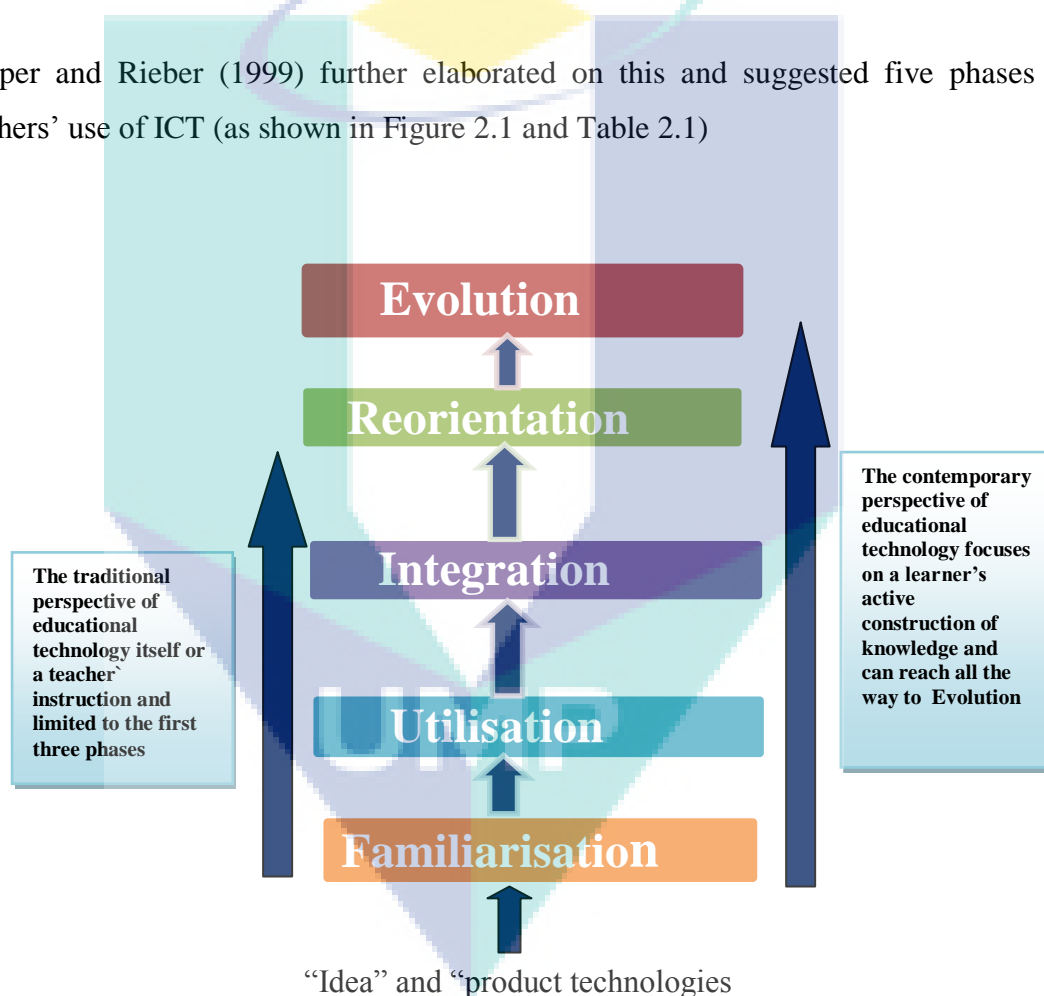 per and Rieber (1999) further elaborated on this and suggested five phases
hers’ use of ICT (as shown in Figure 2.1 and Table 2.1)
Evolution
Reorientation
Integration
Utilisation
Familiarisation
“Idea” and “product technologies
The traditional
perspective of
educational
technology itself or
a teacher`
instruction and
limited to the first
three phases
The contemporary
perspective of
educational
technology focuses
on a learner’s
active
construction of
knowledge and
can reach all the
way to Evolution
UMP